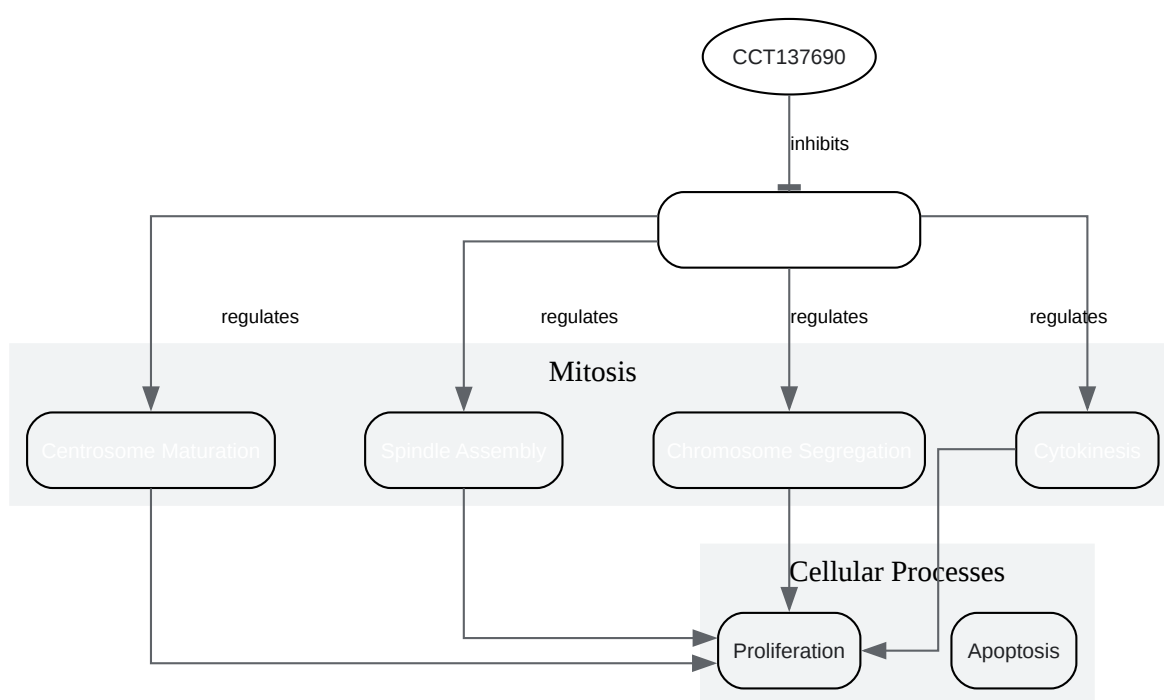 CCT137690
inhibits
regulates
regulates
regulates
regulates
Mitosis
Centrosome Maturation
Spindle Assembly
Chromosome Segregation
Cytokinesis
Cellular Processes
Proliferation
Apoptosis